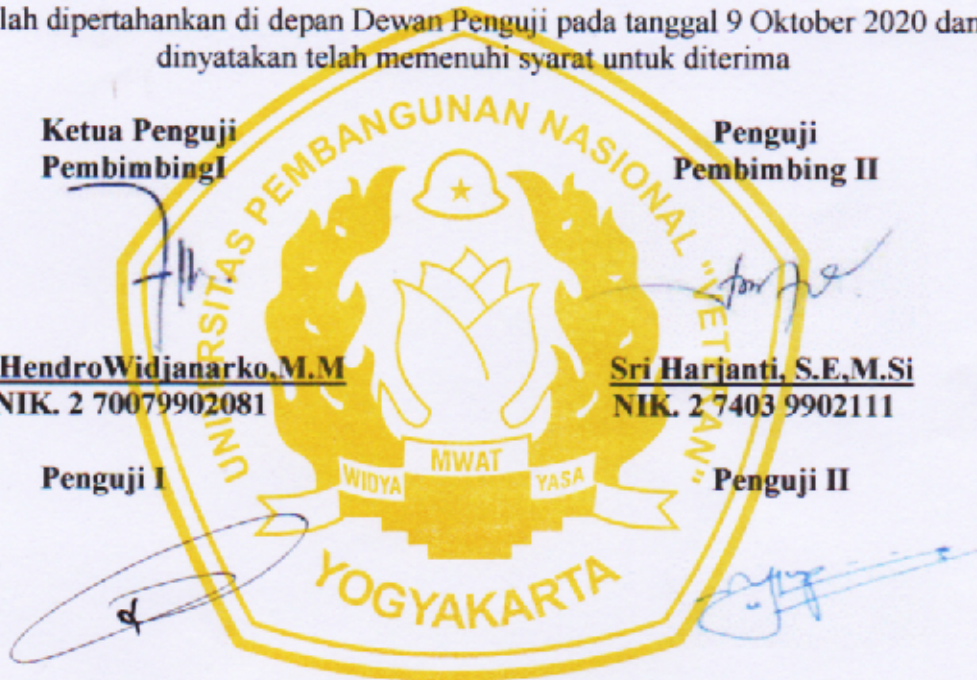 lah dipertahankan di depan Dewan Penguji pada tanggal 9 Oktober 2020 dan
dinyatakan telah memenuhi syarat untuk diterima
Ketua Penguji
PembimbingI
Penguji
Pembimbing II
HendroWidjanarko,M.M
NIK. 2 70079902081
Sri Harjanti, S.E,M.Si
NIK. 2 7403 9902111
Penguji I
Penguji II
UNIVERSITAS PEMBANGUNAN NASIONAL "VETERAN"
WIDYA MWAT YASA
YOGYAKARTA